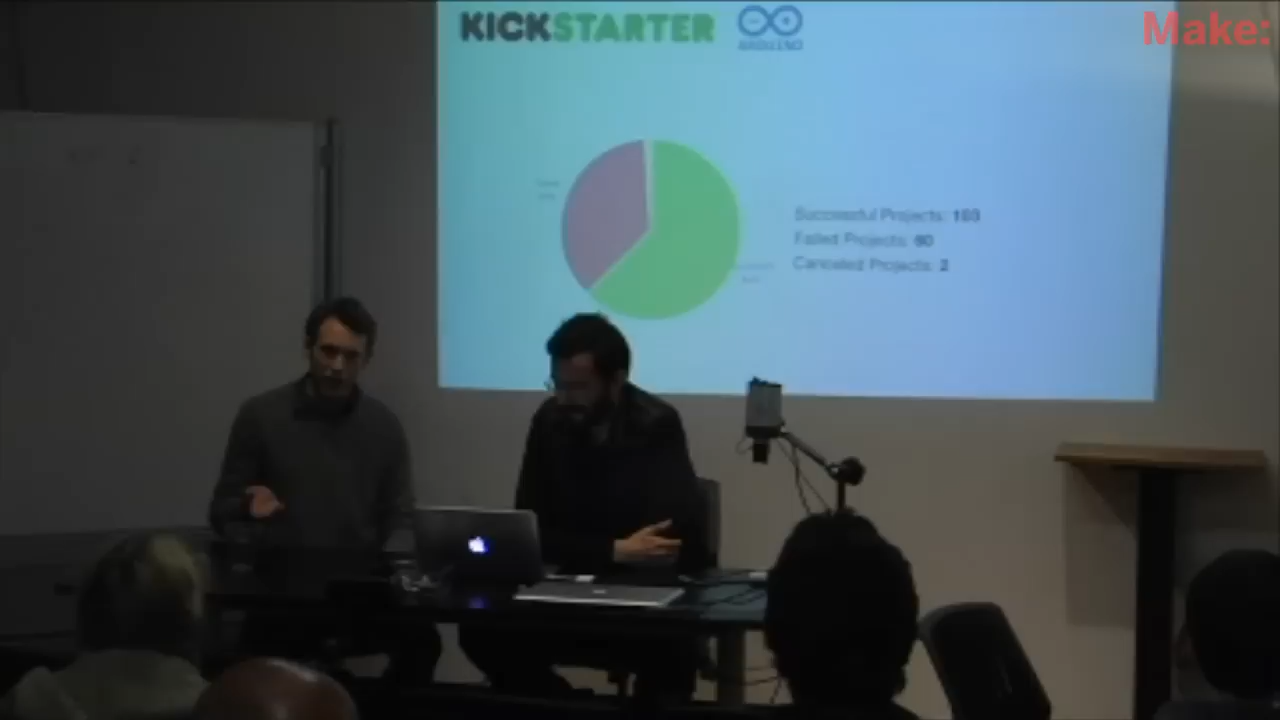 KICKSTARTER
ARDUINO
Make:
Successful Projects: 103
Failed Projects: 60
Canceled Projects: 2